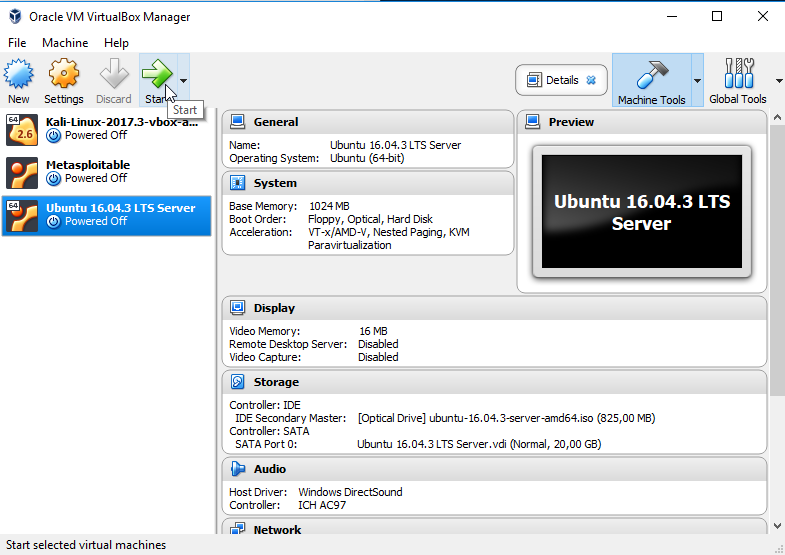 Oracle VM VirtualBox Manager
File Machine Help
New Settings Discard Start Details Machine Tools Global Tools
Start
64
2.6
Kali-Linux-2017.3-vbox-a...
Powered Off
Metasploitable
Powered Off
64
Ubuntu 16.04.3 LTS Server
Powered Off
General
Name: Ubuntu 16.04.3 LTS Server
Operating System: Ubuntu (64-bit)
System
Base Memory: 1024 MB
Boot Order: Floppy, Optical, Hard Disk
Acceleration: VT-x/AMD-V, Nested Paging, KVM
Paravirtualization
Preview
Ubuntu 16.04.3 LTS
Server
Display
Video Memory: 16 MB
Remote Desktop Server: Disabled
Video Capture: Disabled
Storage
Controller: IDE
IDE Secondary Master: [Optical Drive] ubuntu-16.04.3-server-amd64.iso (825,00 MB)
Controller: SATA
SATA Port 0: Ubuntu 16.04.3 LTS Server.vdi (Normal, 20,00 GB)
Audio
Host Driver: Windows DirectSound
Controller: ICH AC97
Network
Start selected virtual machines